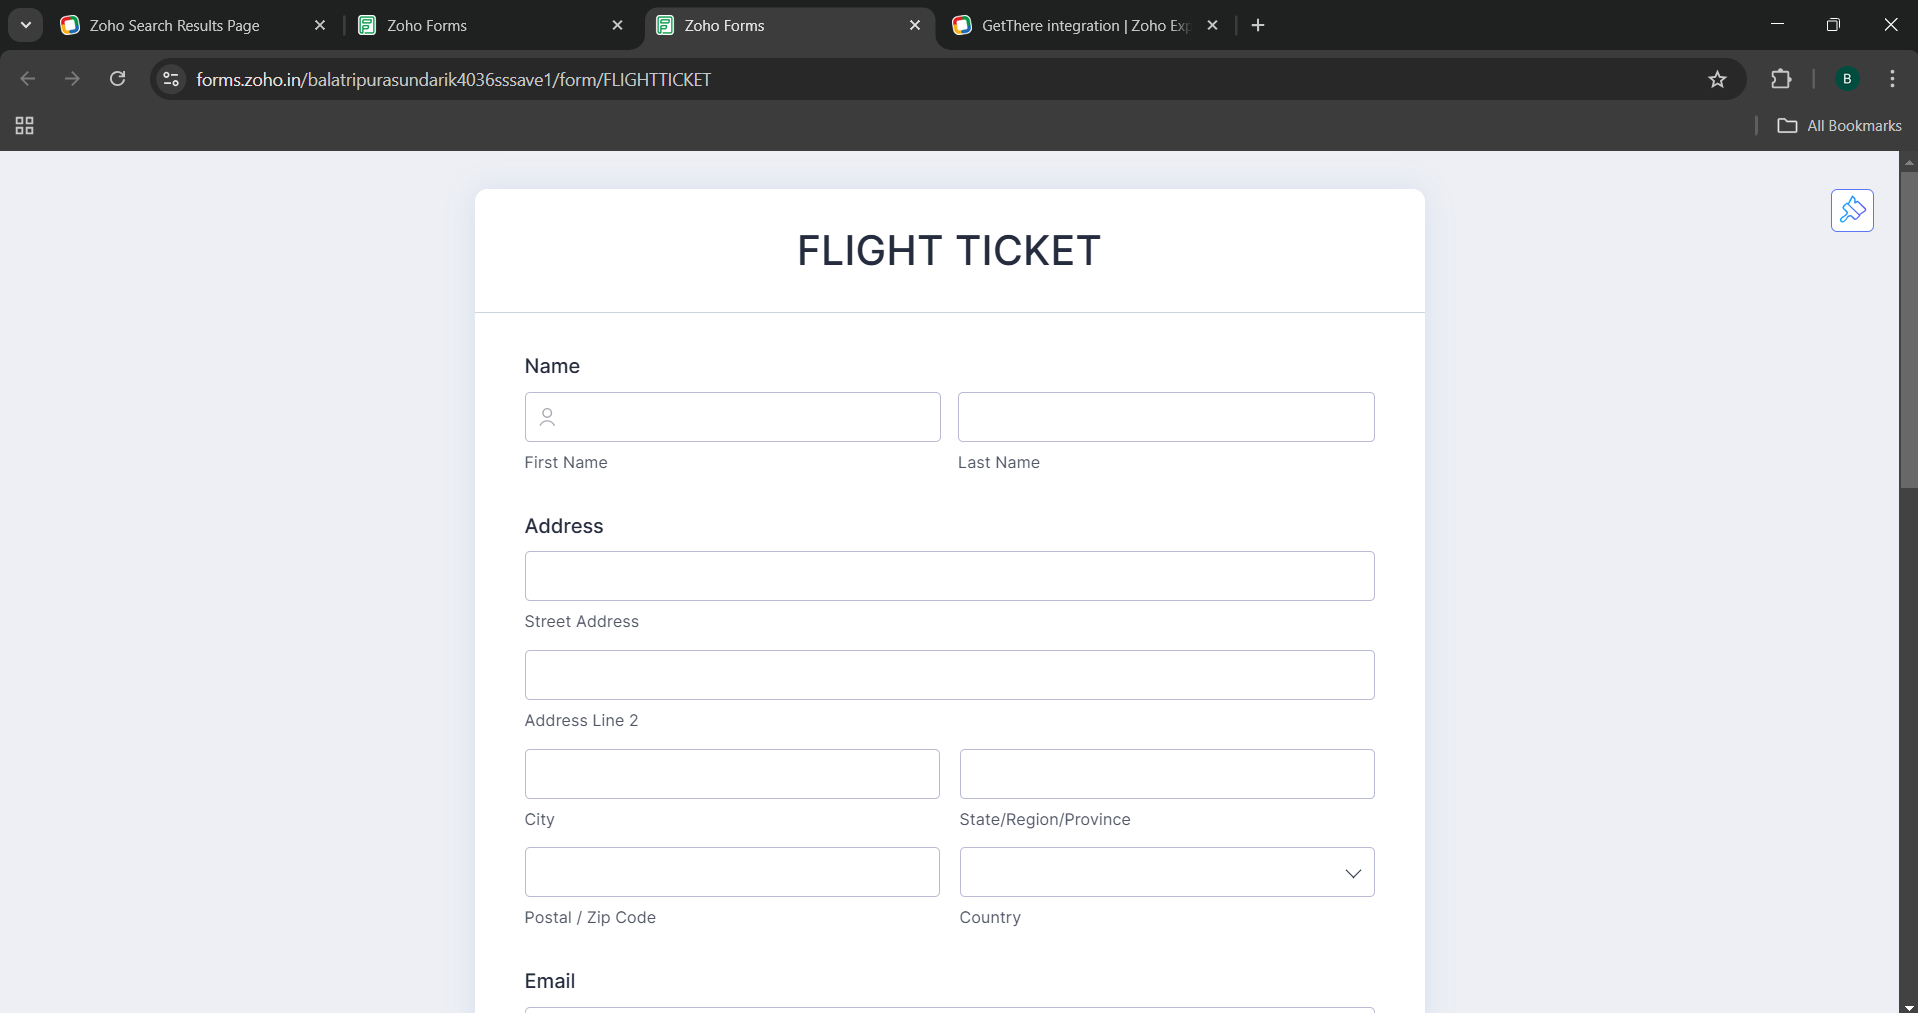 Zoho Search Results Page
Zoho Forms
Zoho Forms
GetThere integration | Zoho Exp
forms.zoho.in/balatripurasundarik4036sssave1/form/FLIGHTTICKET
B
All Bookmarks
FLIGHT TICKET
Name
First Name
Last Name
Address
Street Address
Address Line 2
City
State/Region/Province
Postal / Zip Code
Country
Email